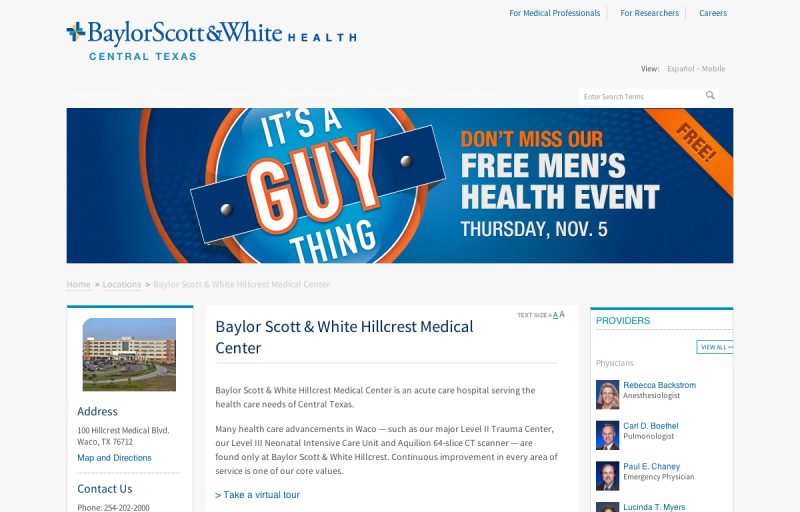 For Medical Professionals
For Researchers
Careers
BaylorScott&White HEALTH
CENTRAL TEXAS
View: Español - Mobile
Enter Search Terms
IT'S A
GUY
THING
DON'T MISS OUR
FREE MEN'S
HEALTH EVENT
THURSDAY, NOV. 5
FREE!
Home > Locations > Baylor Scott & White Hillcrest Medical Center
Address
100 Hillcrest Medical Blvd.
Waco, TX 76712
Map and Directions
Contact Us
Phone: 254-202-2000
TEXT SIZE A A A
Baylor Scott & White Hillcrest Medical
Center
Baylor Scott & White Hillcrest Medical Center is an acute care hospital serving the
health care needs of Central Texas.
Many health care advancements in Waco — such as our major Level II Trauma Center,
our Level III Neonatal Intensive Care Unit and Aquilion 64-slice CT scanner — are
found only at Baylor Scott & White Hillcrest. Continuous improvement in every area of
service is one of our core values.
> Take a virtual tour
PROVIDERS
VIEW ALL >>
Physicians
Rebecca Backstrom
Anesthesiologist
Carl D. Boethel
Pulmonologist
Paul E. Chaney
Emergency Physician
Lucinda T. Myers